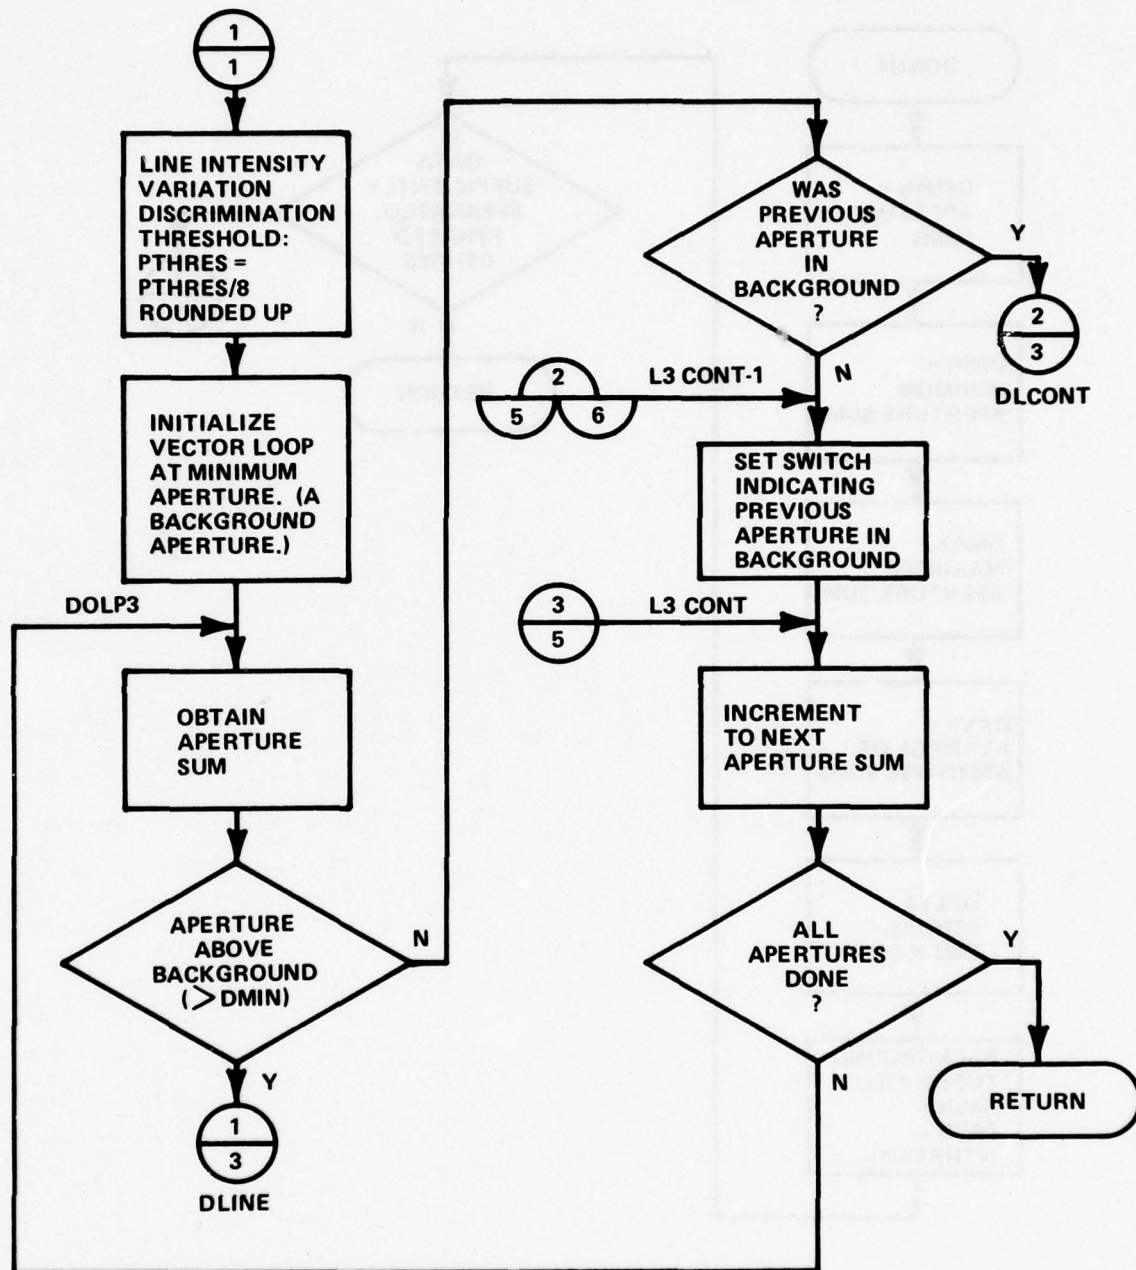 1
1
LINE INTENSITY
VARIATION
DISCRIMINATION
THRESHOLD:
PTHRES =
PTHRES/8
ROUNDED UP
INITIALIZE
VECTOR LOOP
AT MINIMUM
APERTURE. (A
BACKGROUND
APERTURE.)
DOLP3
OBTAIN
APERTURE
SUM
APERTURE
ABOVE
BACKGROUND
(>DMIN)
N
Y
1
3
DLINE
WAS
PREVIOUS
APERTURE
IN
BACKGROUND
?
Y
2
3
DLCONT
N
2
5
6
L3 CONT-1
SET SWITCH
INDICATING
PREVIOUS
APERTURE IN
BACKGROUND
3
5
L3 CONT
INCREMENT
TO NEXT
APERTURE SUM
ALL
APERTURES
DONE
?
Y
N
RETURN